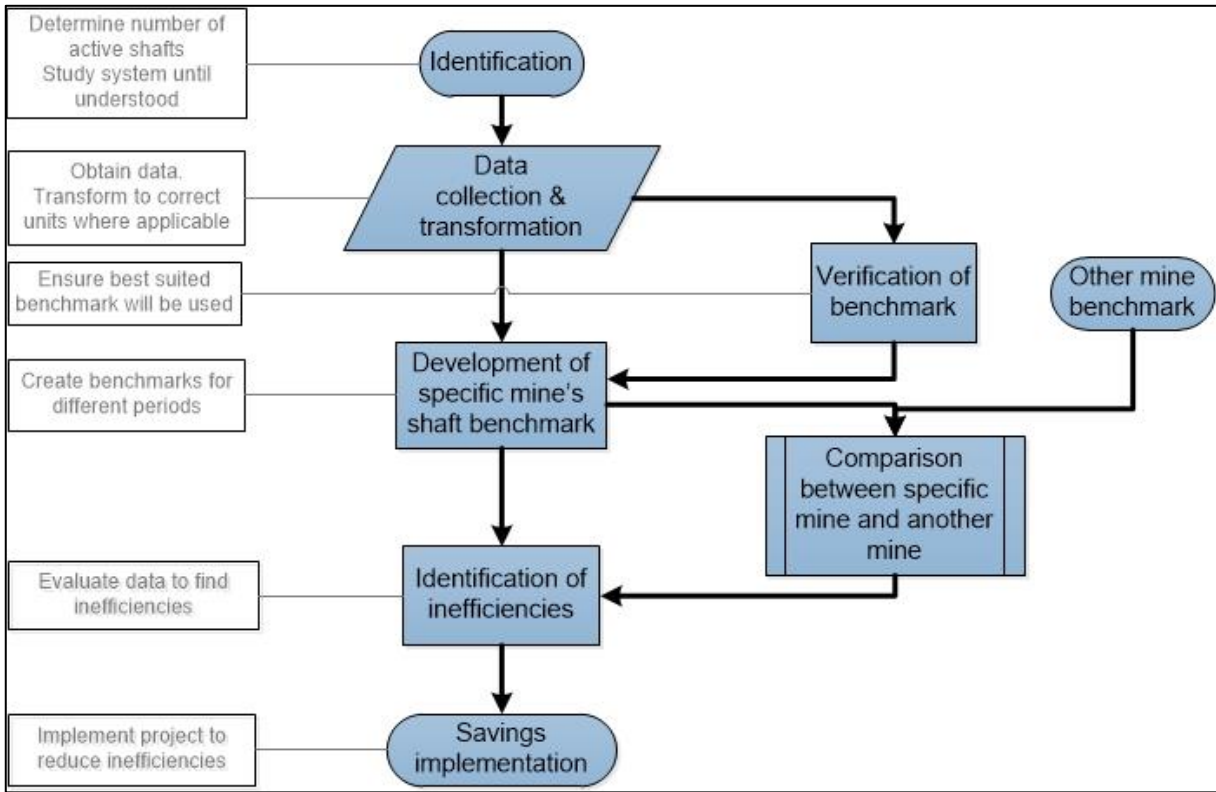 Determine number of
active shafts
Study system until
understood
Identification
Obtain data.
Transform to correct
units where applicable
Data
collection &
transformation
Ensure best suited
benchmark will be used
Verification of
benchmark
Other mine
benchmark
Create benchmarks for
different periods
Development of
specific mine's
shaft benchmark
Comparison
between specific
mine and another
mine
Evaluate data to find
inefficiencies
Identification of
inefficiencies
Implement project to
reduce inefficiencies
Savings
implementation